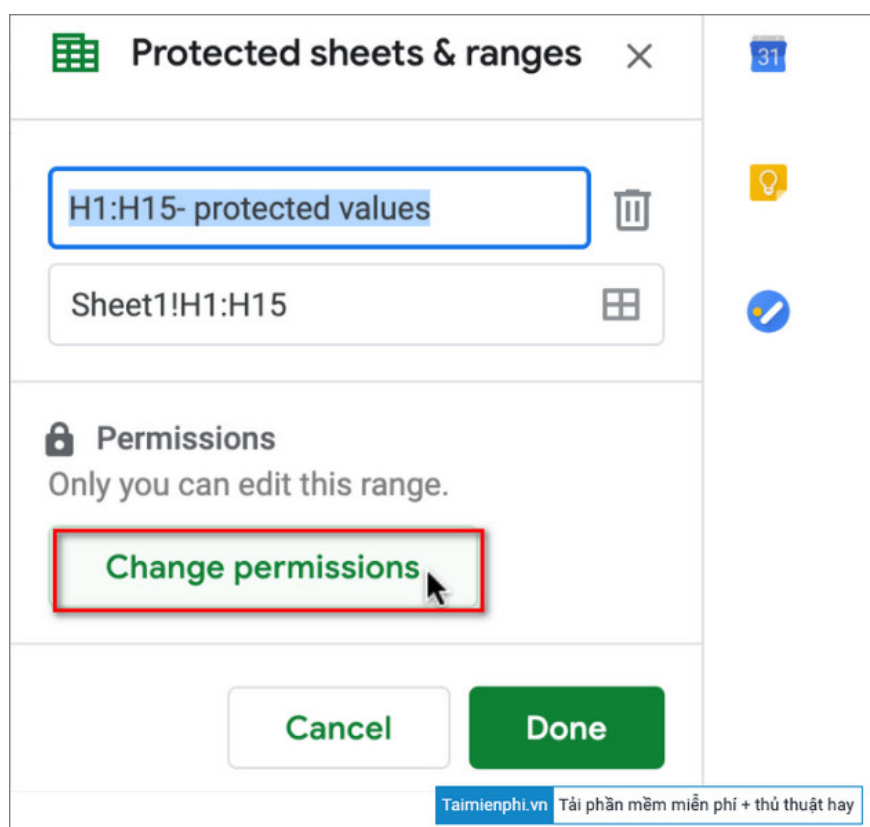 Protected sheets & ranges
31
H1:H15- protected values
Sheet1!H1:H15
Permissions
Only you can edit this range.
Change permissions
Cancel
Done
Taimienphi.vn Tải phần mềm miễn phí + thủ thuật hay